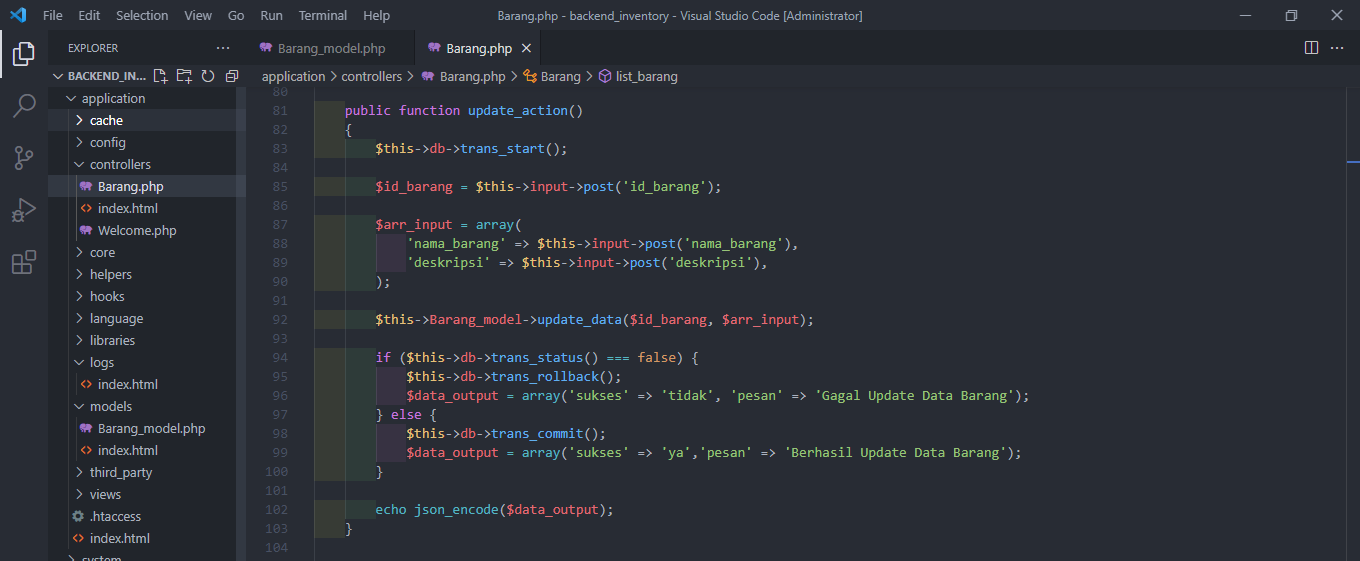 File Edit Selection View Go Run Terminal Help Barang.php - backend_inventory - Visual Studio Code [Administrator]
EXPLORER
BACKEND_IN...
application
cache
config
controllers
Barang.php
index.html
Welcome.php
core
helpers
hooks
language
libraries
logs
index.html
models
Barang_model.php
index.html
third_party
views
.htaccess
index.html
system
Barang_model.php Barang.php
application > controllers > Barang.php > Barang > list_barang
80
81 public function update_action()
82 {
83 $this->db->trans_start();
84
85 $id_barang = $this->input->post('id_barang');
86
87 $arr_input = array(
88 'nama_barang' => $this->input->post('nama_barang'),
89 'deskripsi' => $this->input->post('deskripsi'),
90 );
91
92 $this->Barang_model->update_data($id_barang, $arr_input);
93
94 if ($this->db->trans_status() === false) {
95 $this->db->trans_rollback();
96 $data_output = array('sukses' => 'tidak', 'pesan' => 'Gagal Update Data Barang');
97 } else {
98 $this->db->trans_commit();
99 $data_output = array('sukses' => 'ya','pesan' => 'Berhasil Update Data Barang');
100 }
101
102 echo json_encode($data_output);
103 }
104